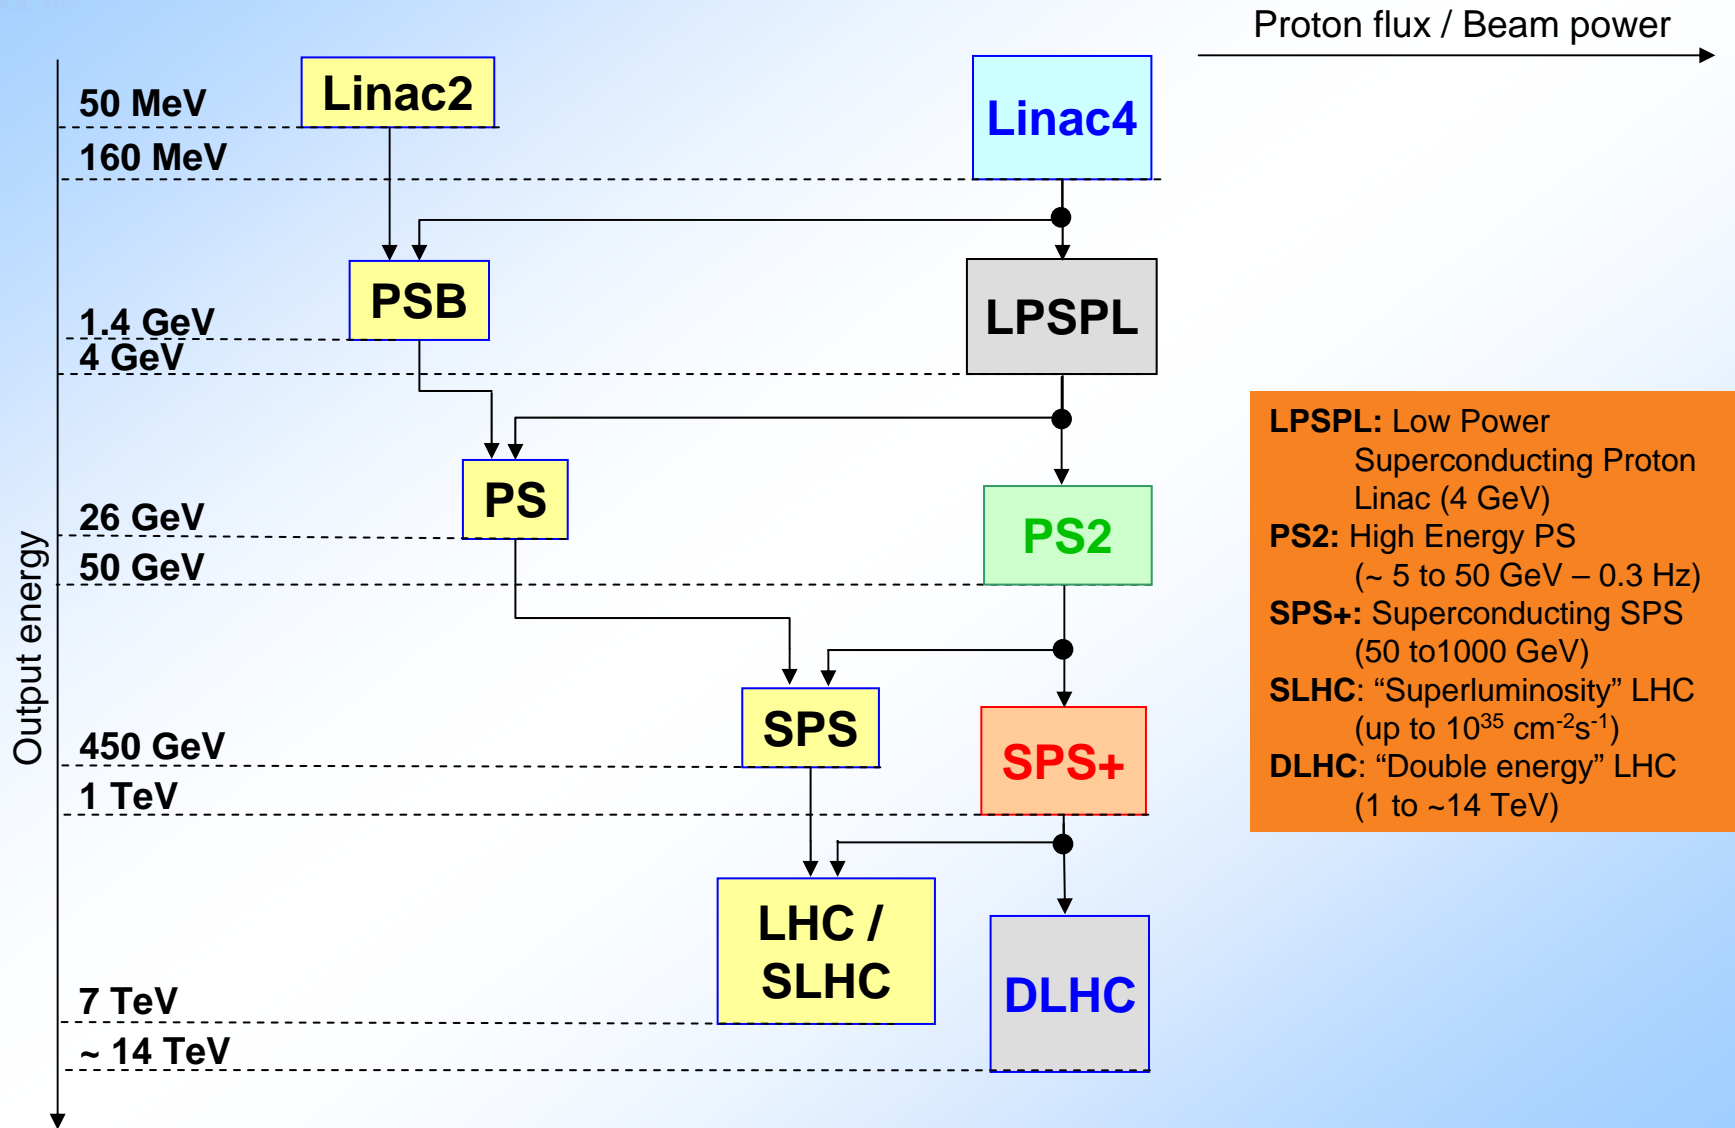 Proton flux / Beam power
50 MeV
Linac2
Linac4
160 MeV
PSB
LPSPL
1.4 GeV
4 GeV
PS
PS2
26 GeV
50 GeV
Output energy
SPS
SPS+
450 GeV
1 TeV
LHC /
SLHC
DLHC
7 TeV
~ 14 TeV
LPSPL: Low Power
Superconducting Proton
Linac (4 GeV)
PS2: High Energy PS
(~ 5 to 50 GeV – 0.3 Hz)
SPS+: Superconducting SPS
(50 to1000 GeV)
SLHC: “Superluminosity” LHC
(up to 10³⁵ cm⁻²s⁻¹)
DLHC: “Double energy” LHC
(1 to ~14 TeV)